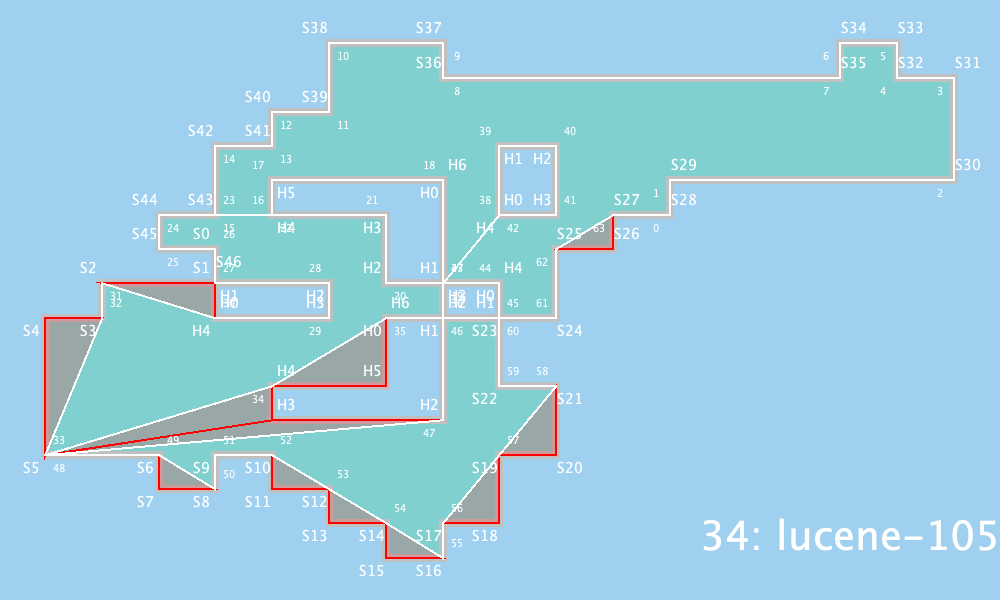 S38 S37 S34 S33
10 9 6 5
S36 S35 S32 S31
8 7 4 3
S40 S39
12 11
S42 S41 39 40
14 17 13 18 H6 H1 H2 S29 S30
H5 H0 1 2
S44 S43 23 16 21 38 H0 H3 S27 S28
24 15 H3 H4 42 41 63 0
S45 S0 26 S25 S26
25 S46 62
S2 S1 27 28 H2 H1 44 H4
31 H1 H2 20 H0
32 H3 H6 H2 H1 45 61
S4 S3 H4 29 H0 35 H1 46 S23 60 S24
H4 H5 59 58
34 H3 H2 S22 S21
33 49 51 52 47 57
S5 48 S6 S9 50 S10 53 S19 S20
S7 S8 S11 S12 54 56
S13 S14 S17 55 S18
S15 S16
34: lucene-105